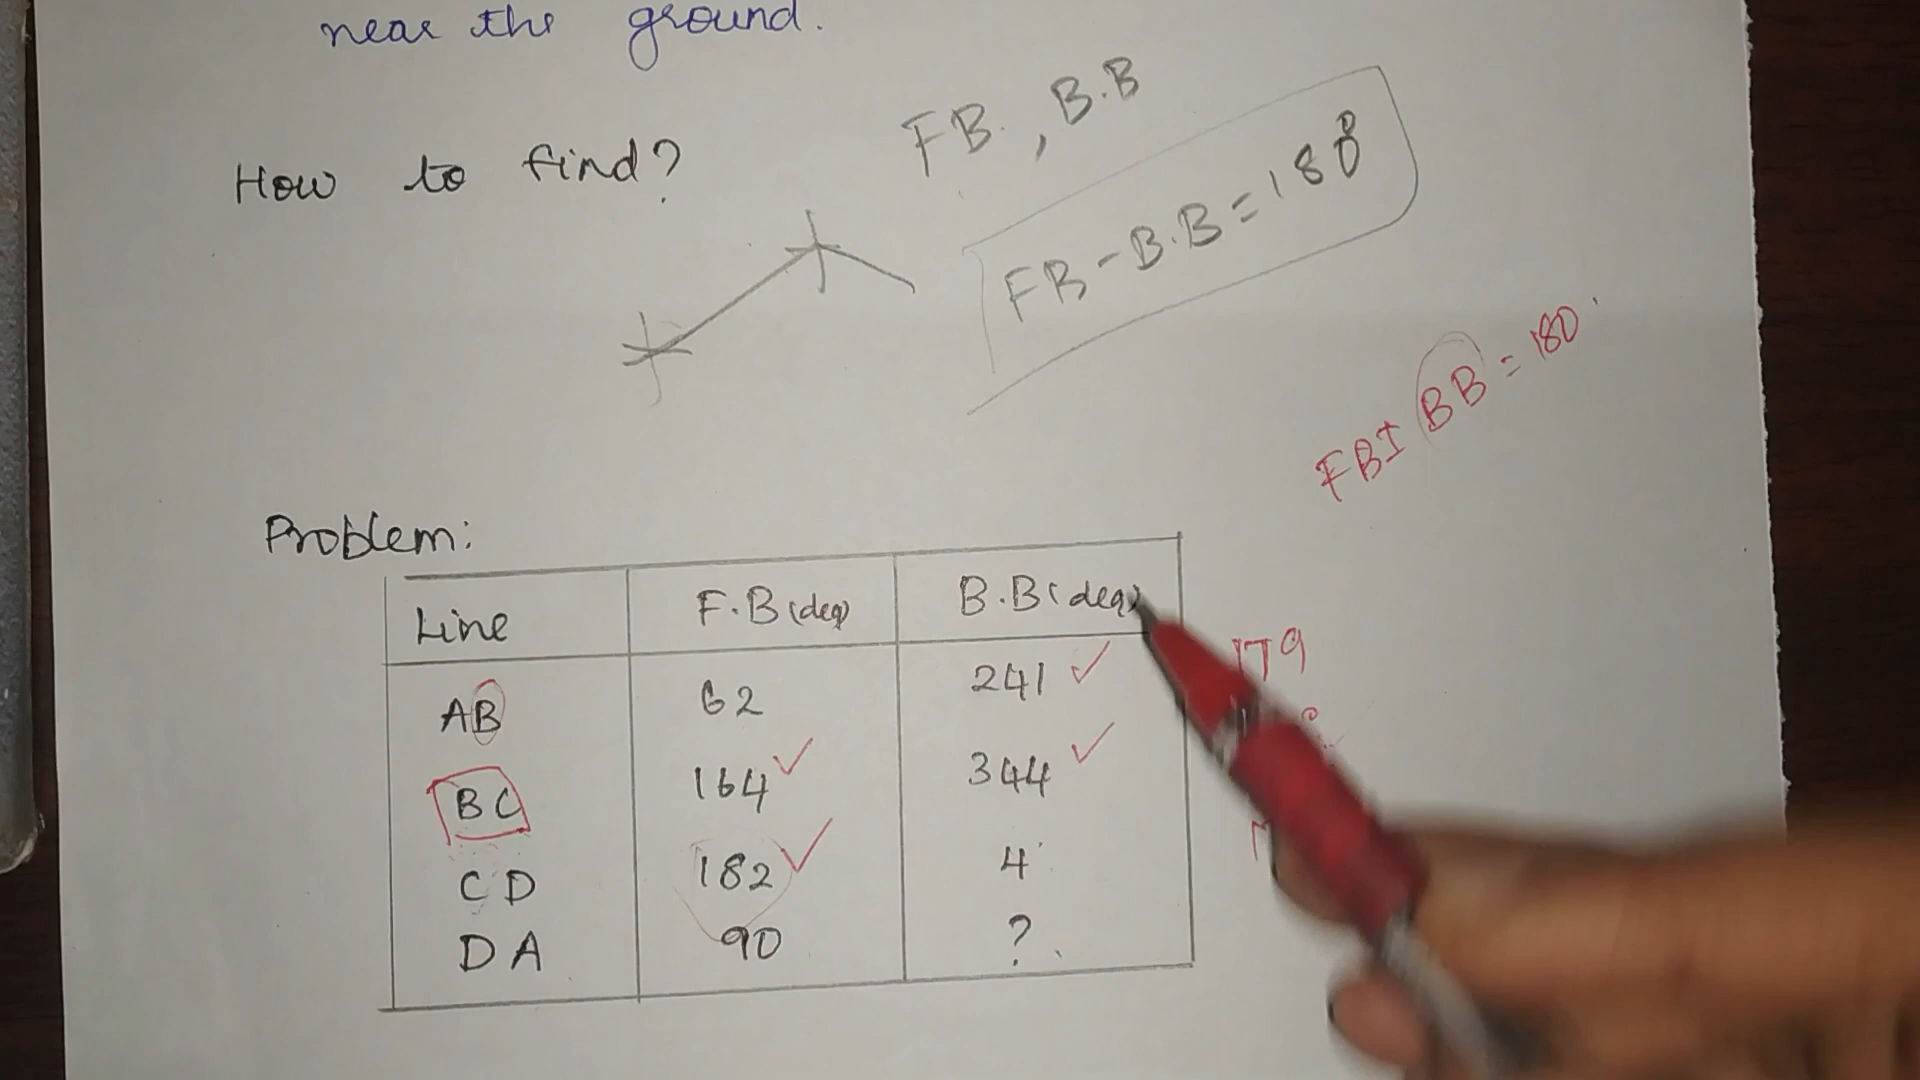 near the ground.
FB, B.B
How to find?
FB - B.B = 180
FB ± BB = 180
Problem:
Line F.B (deg) B.B (deg)
AB 62 241 ✓ 179
BC 164 ✓ 344 ✓
CD 182 ✓ 4
DA 90 ?